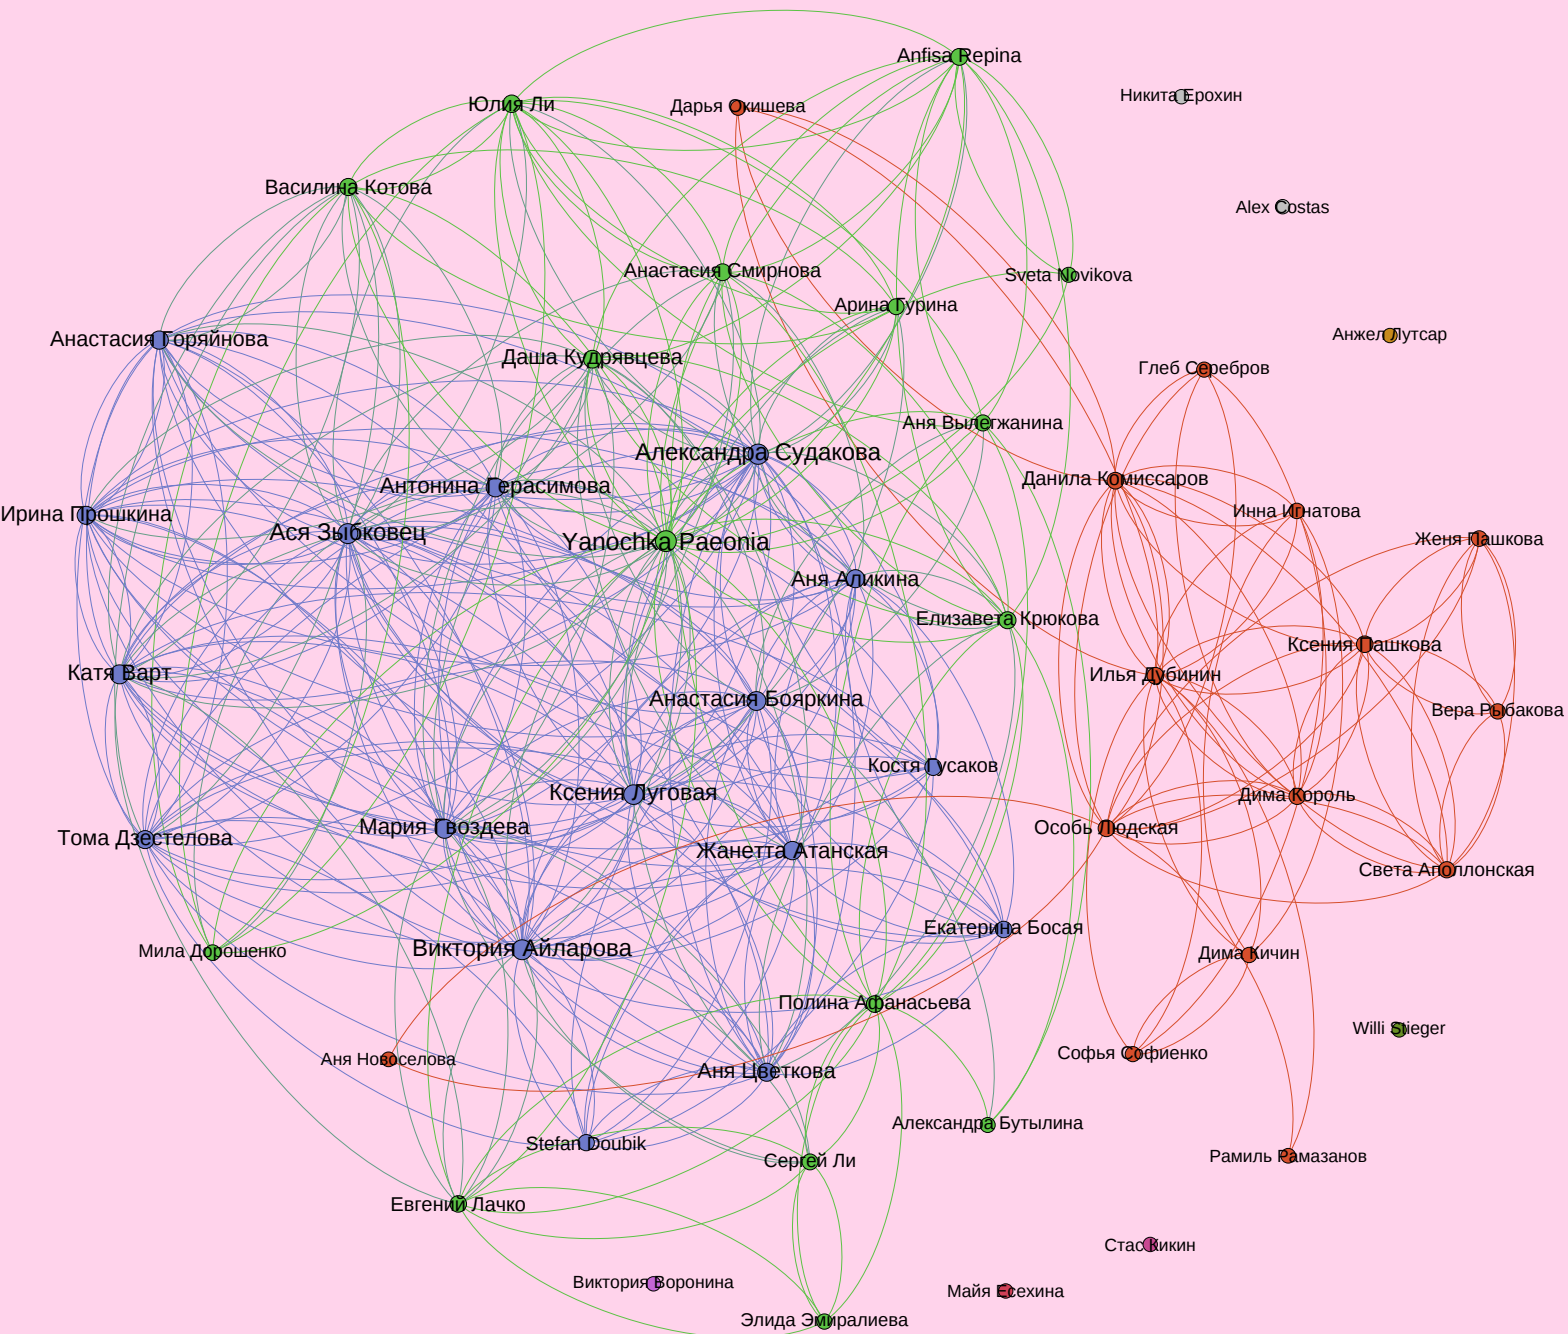 Anfisa Repina
Никита Ерохин
Юлия Ли
Дарья Окишева
Василина Котова
Alex Costas
Анастасия Смирнова
Sveta Novikova
Арина Гурина
Анжел Лутсар
Анастасия Горяйнова
Даша Кудрявцева
Глеб Серебров
Аня Вылегжанина
Александра Судакова
Данила Комиссаров
Антонина Герасимова
Инна Игнатова
Ирина Прошкина
Ася Зыбковец
Yanochka Paeonia
Женя Пашкова
Аня Аликина
Елизавета Крюкова
Ксения Пашкова
Катя Варт
Илья Дубинин
Анастасия Бояркина
Вера Рыбакова
Костя Гусаков
Ксения Луговая
Дима Король
Тома Дзестелова
Мария Гвоздева
Особь Людская
Жанетта Атанская
Света Аполлонская
Екатерина Босая
Мила Дорошенко
Виктория Айларова
Дима Кичин
Полина Афанасьева
Willi Stieger
Аня Новоселова
Аня Цветкова
Софья Софиенко
Александра Бутылина
Stefan Doubik
Сергей Ли
Рамиль Рамазанов
Евгений Лачко
Стас Кикин
Виктория Воронина
Майя Есехина
Элида Эмиралиева